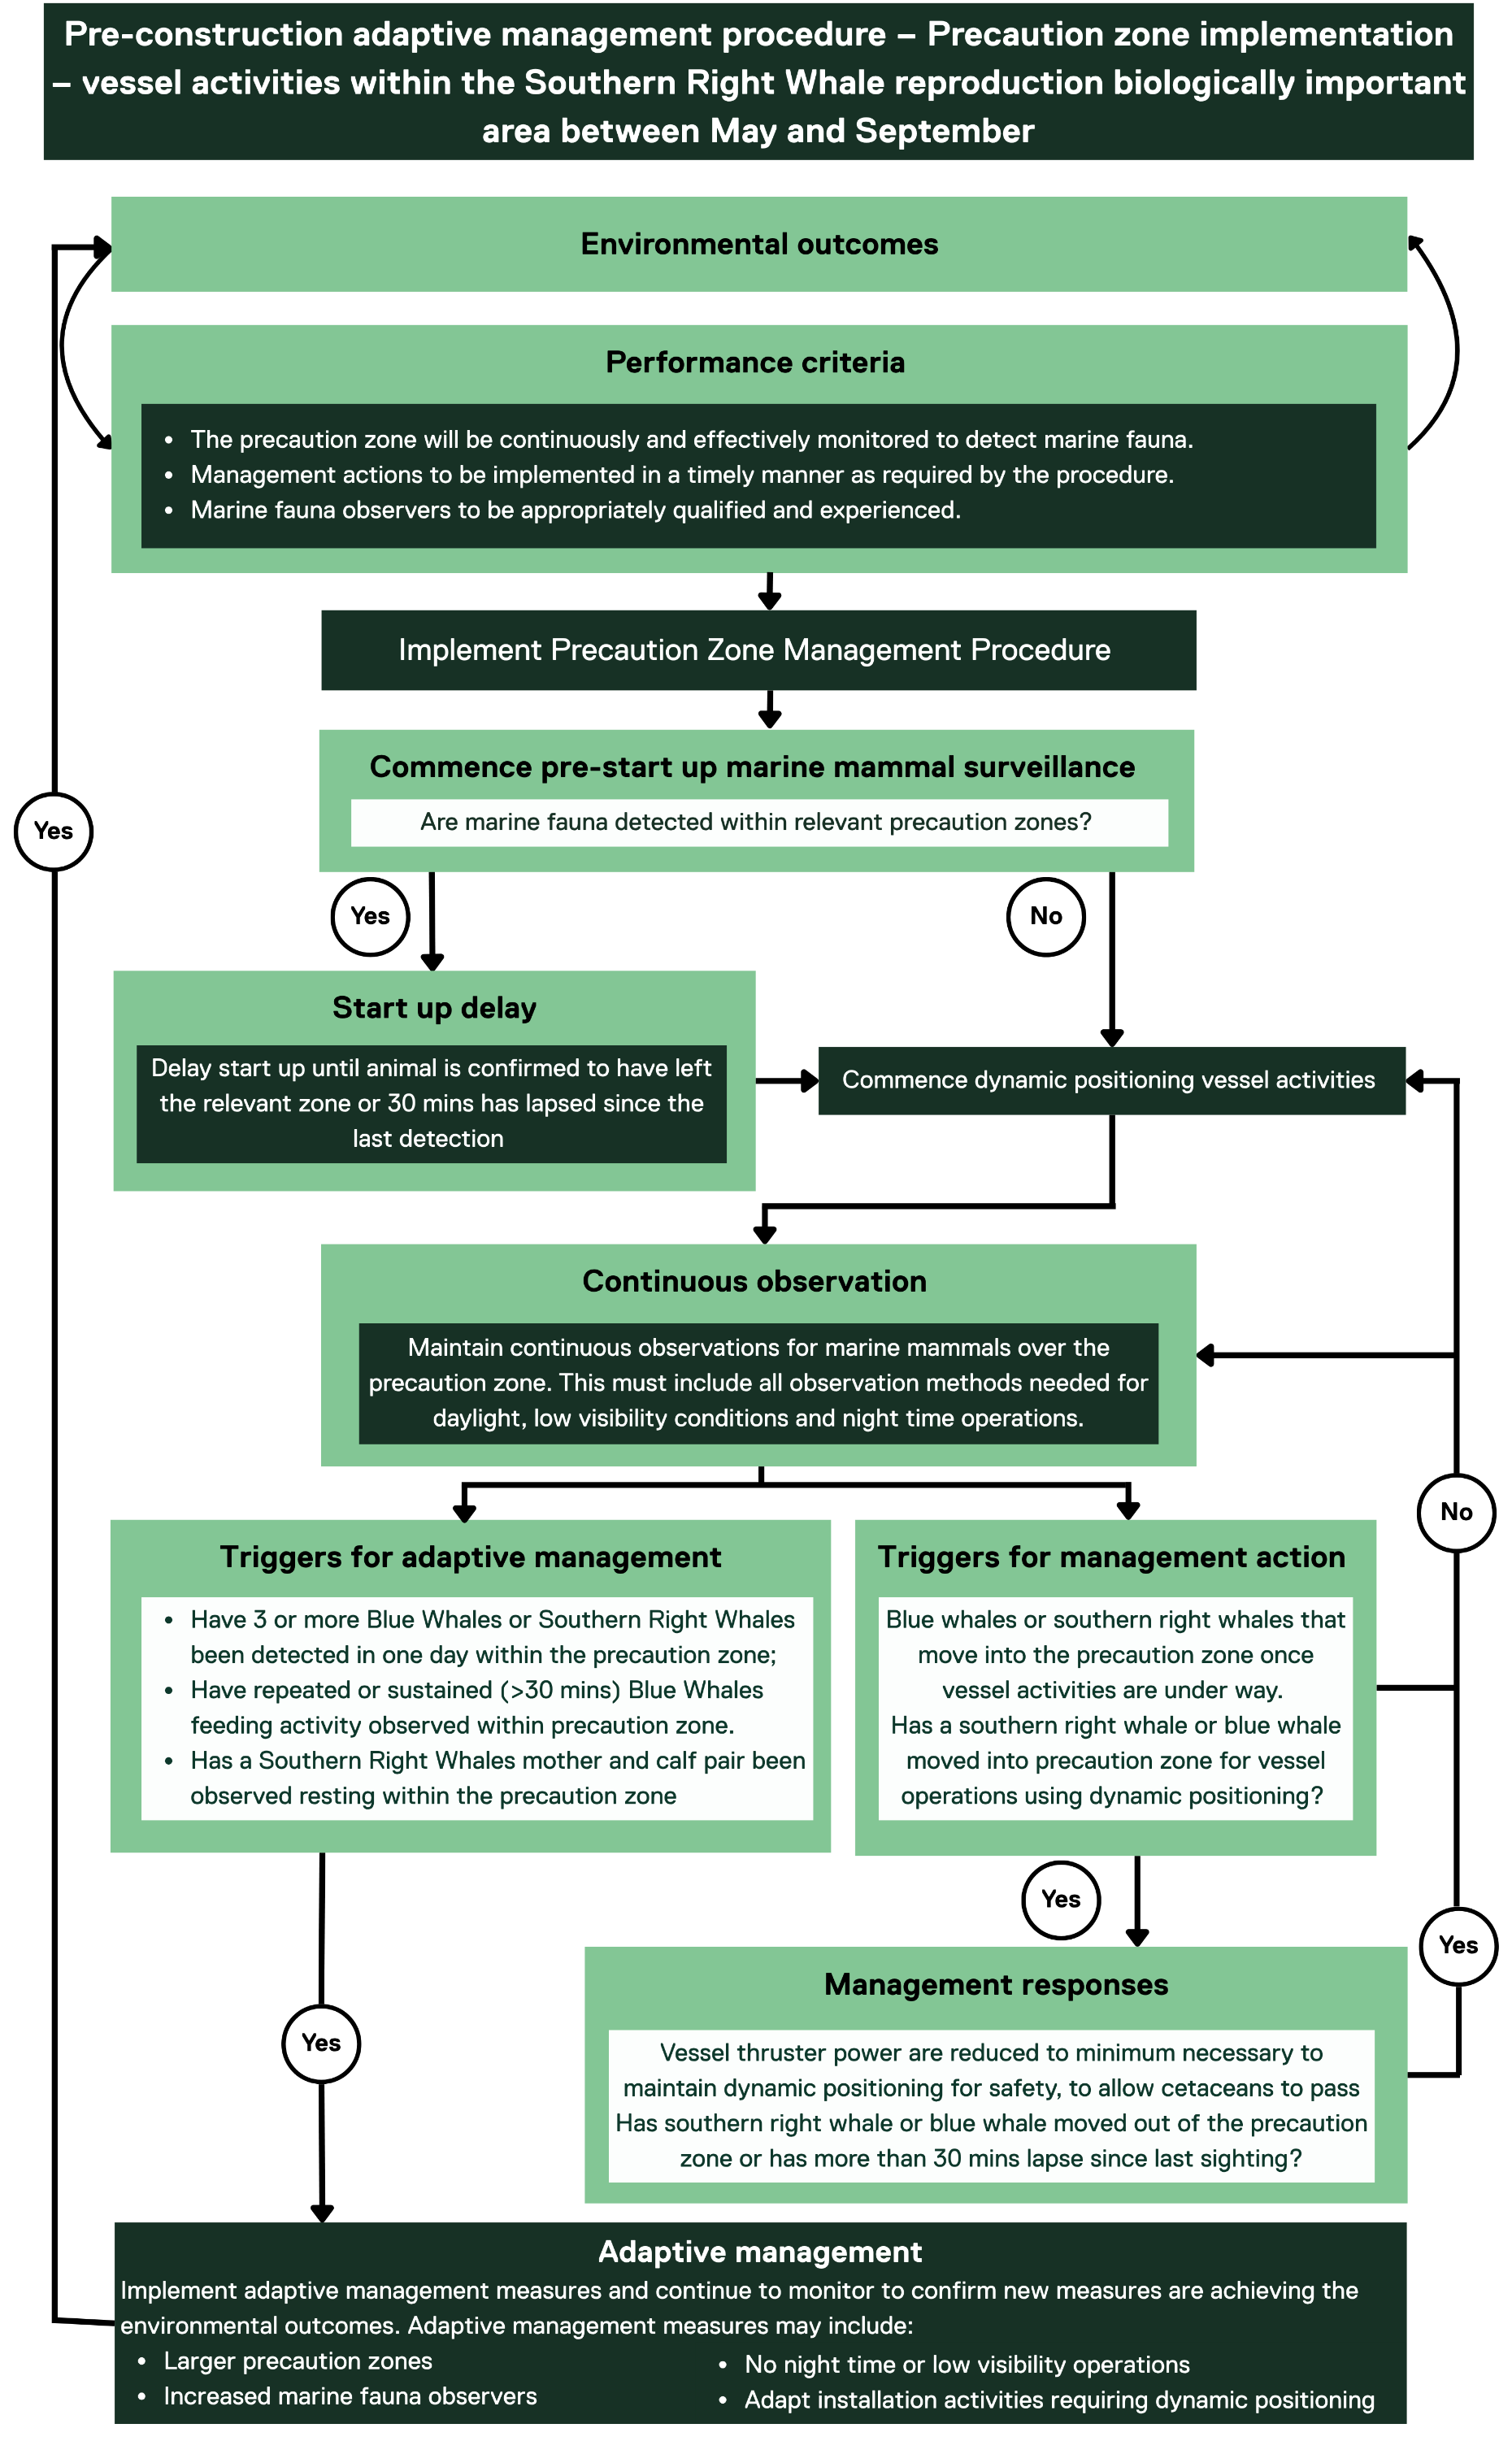 Pre-construction adaptive management procedure – Precaution zone implementation
– vessel activities within the Southern Right Whale reproduction biologically important
area between May and September
Environmental outcomes
Performance criteria
• The precaution zone will be continuously and effectively monitored to detect marine fauna.
• Management actions to be implemented in a timely manner as required by the procedure.
• Marine fauna observers to be appropriately qualified and experienced.
Implement Precaution Zone Management Procedure
Commence pre-start up marine mammal surveillance
Are marine fauna detected within relevant precaution zones?
Yes
Yes
No
Start up delay
Delay start up until animal is confirmed to have left
the relevant zone or 30 mins has lapsed since the
last detection
Commence dynamic positioning vessel activities
Continuous observation
Maintain continuous observations for marine mammals over the
precaution zone. This must include all observation methods needed for
daylight, low visibility conditions and night time operations.
No
Triggers for adaptive management
• Have 3 or more Blue Whales or Southern Right Whales
been detected in one day within the precaution zone;
• Have repeated or sustained (>30 mins) Blue Whales
feeding activity observed within precaution zone.
• Has a Southern Right Whales mother and calf pair been
observed resting within the precaution zone
Triggers for management action
Blue whales or southern right whales that
move into the precaution zone once
vessel activities are under way.
Has a southern right whale or blue whale
moved into precaution zone for vessel
operations using dynamic positioning?
Yes
Yes
Yes
Management responses
Vessel thruster power are reduced to minimum necessary to
maintain dynamic positioning for safety, to allow cetaceans to pass
Has southern right whale or blue whale moved out of the precaution
zone or has more than 30 mins lapse since last sighting?
Adaptive management
Implement adaptive management measures and continue to monitor to confirm new measures are achieving the
environmental outcomes. Adaptive management measures may include:
• Larger precaution zones
• Increased marine fauna observers
• No night time or low visibility operations
• Adapt installation activities requiring dynamic positioning